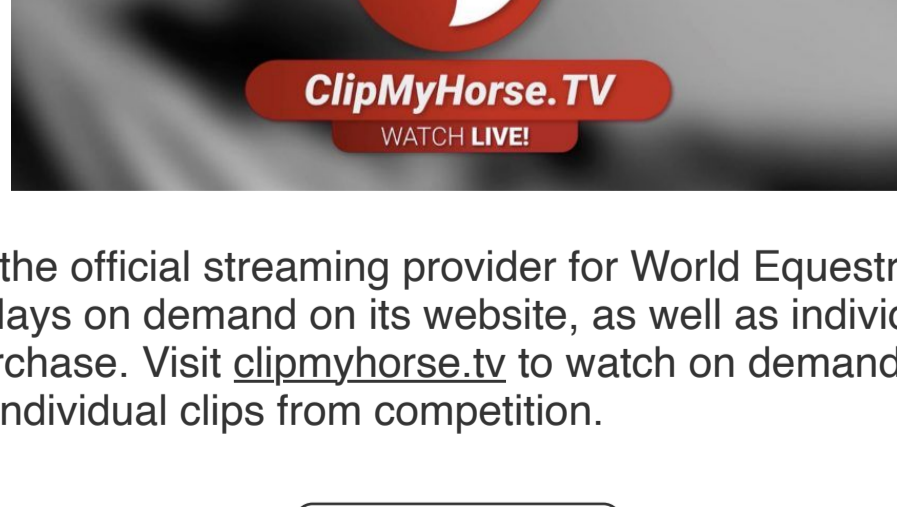 ClipMyHorse.TV
WATCH LIVE!
the official streaming provider for World Equestr
lays on demand on its website, as well as individ
rchase. Visit clipmyhorse.tv to watch on demand
ndividual clips from competition.